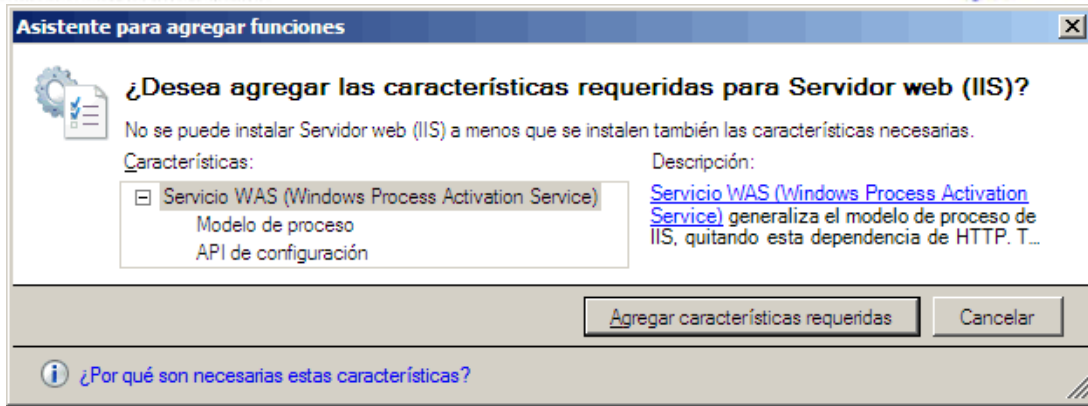 Asistente para agregar funciones
¿Desea agregar las características requeridas para Servidor web (IIS)?
No se puede instalar Servidor web (IIS) a menos que se instalen también las características necesarias.
Características:
Descripción:
Servicio WAS (Windows Process Activation Service)
Modelo de proceso
API de configuración
Servicio WAS (Windows Process Activation
Service) generaliza el modelo de proceso de
IIS, quitando esta dependencia de HTTP. T...
Agregar características requeridas
Cancelar
¿Por qué son necesarias estas características?